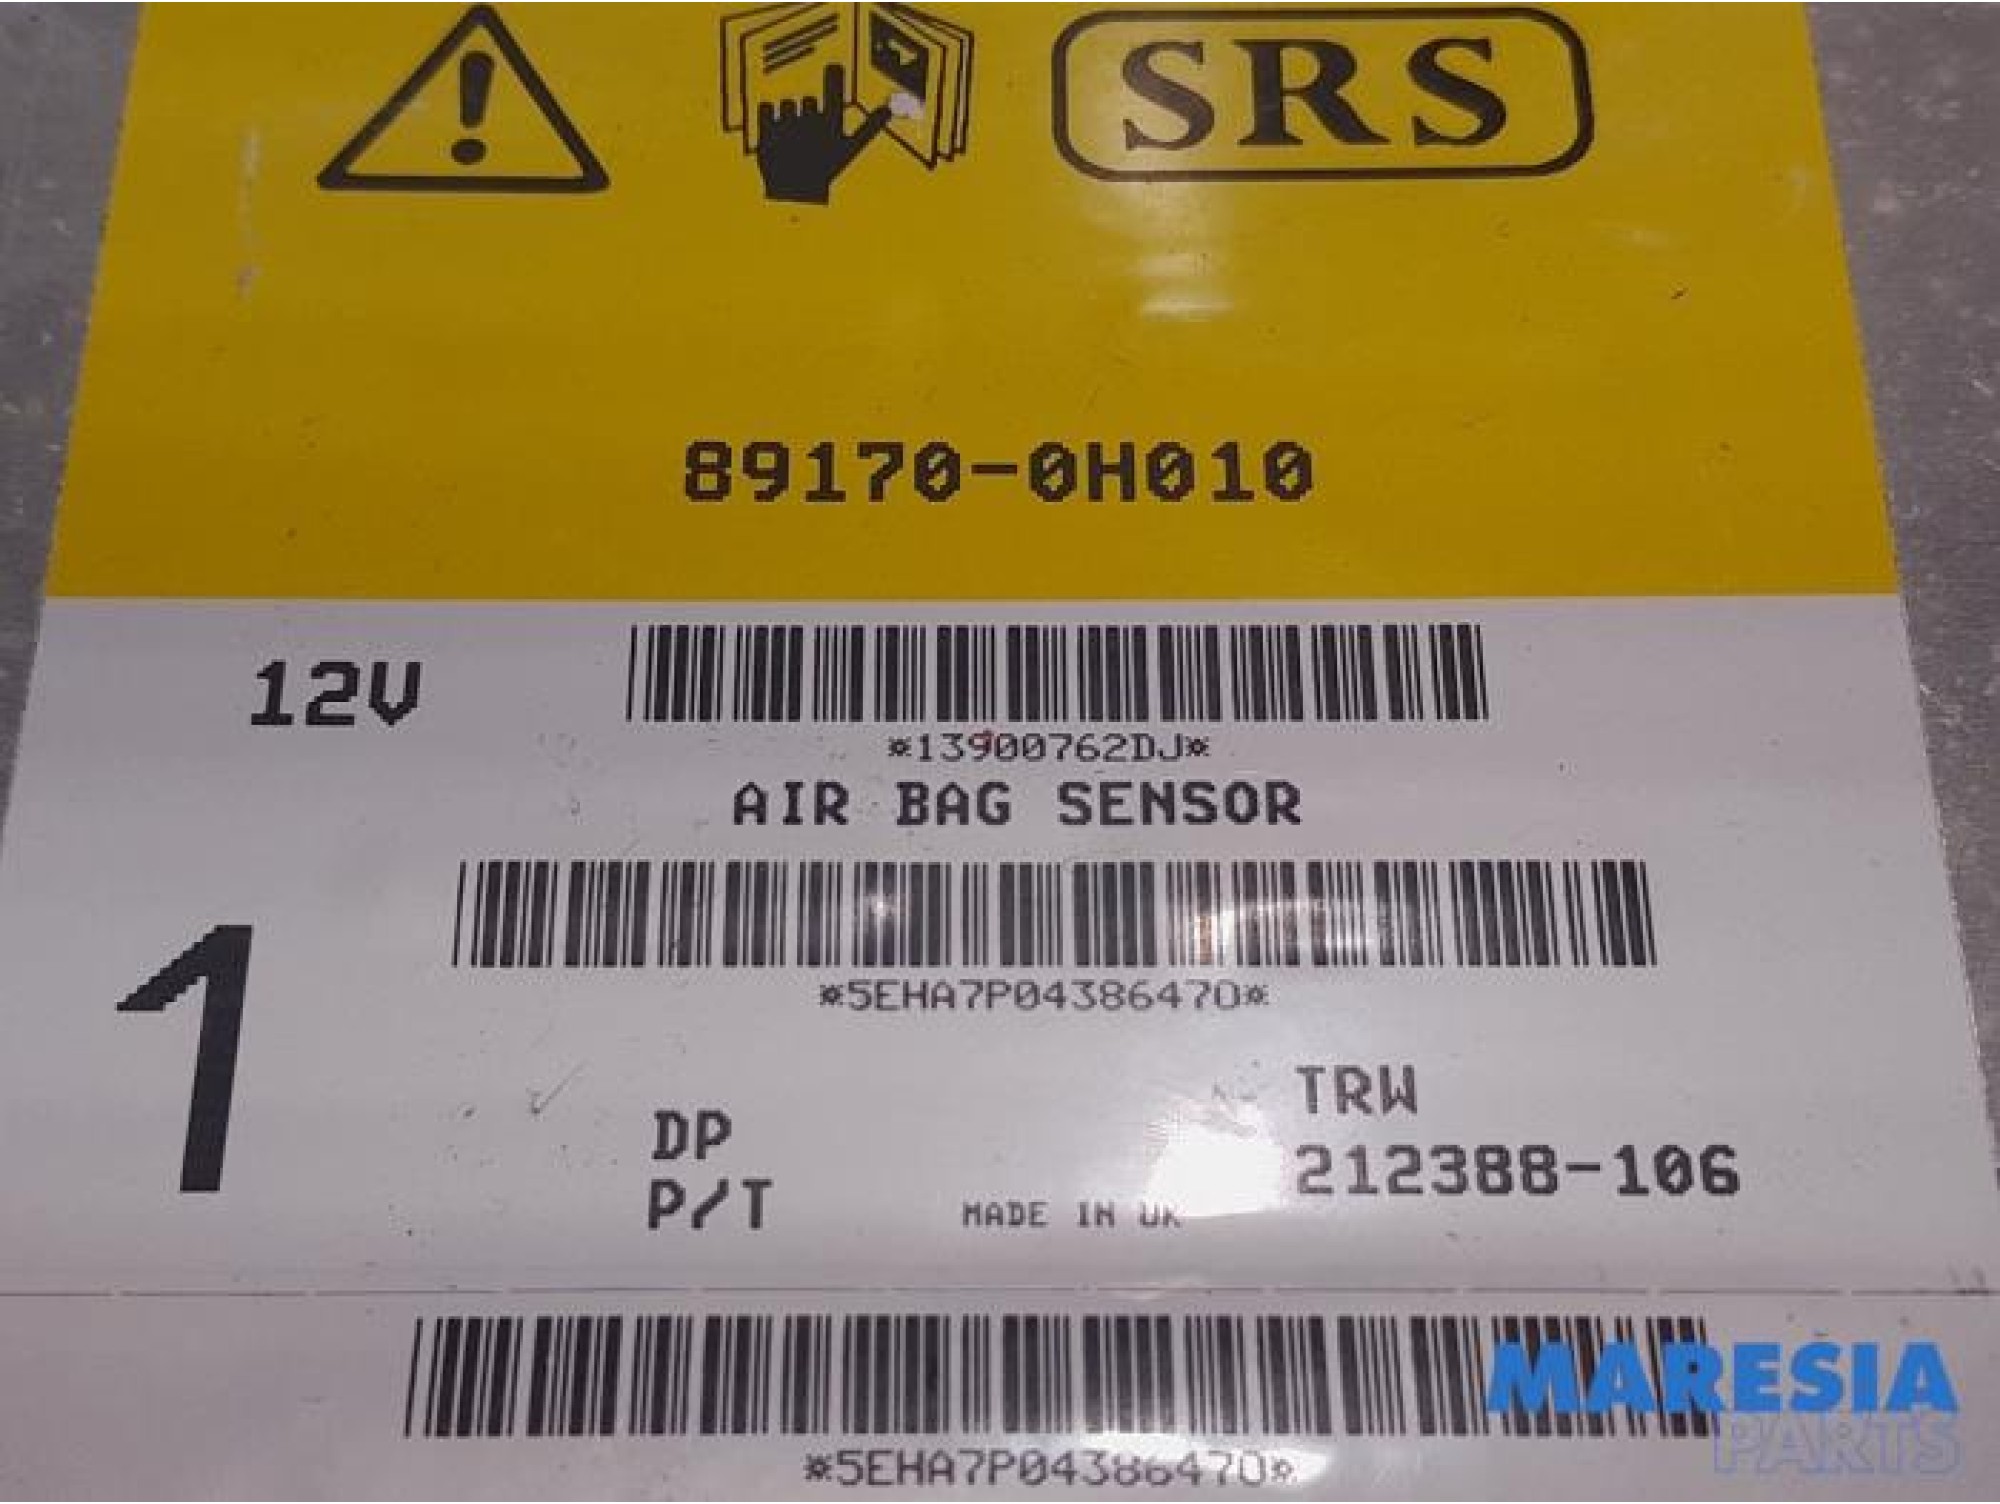 SRS
89170-0H010
12V
*13900762DJ*
AIR BAG SENSOR
*5EHA7P04386470*
1
TRW
DP
212388-106
P/T
MADE IN UK
*5EHA7P04386470*
MARESIA
PARTS